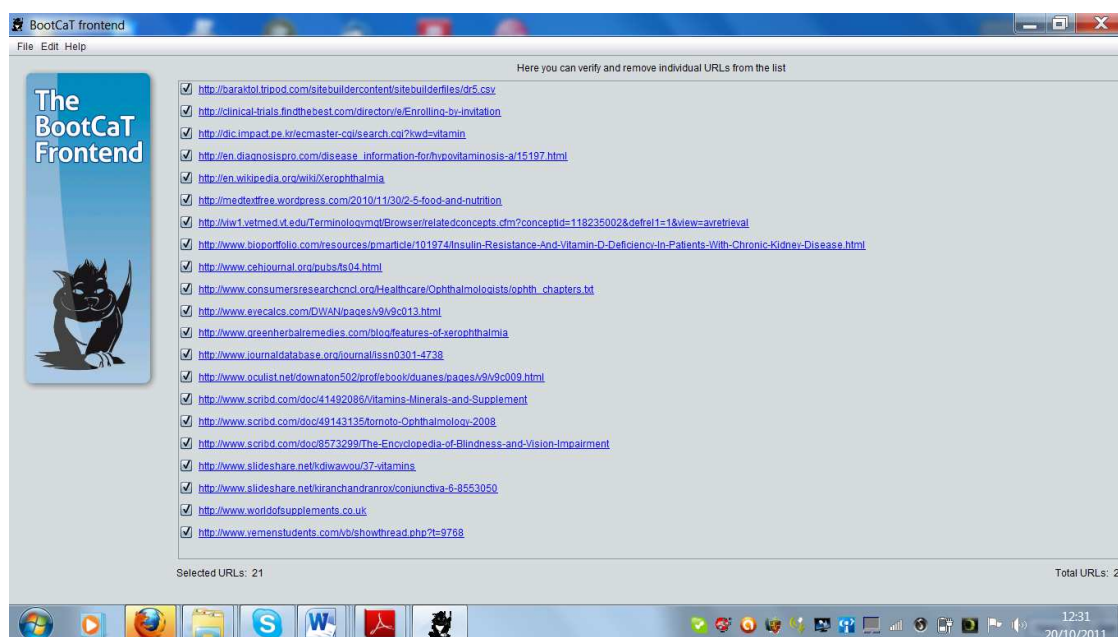 BootCaT frontend
File Edit Help
Here you can verify and remove individual URLs from the list
The
BootCaT
Frontend
http://baraktol.tripod.com/sitebuildercontent/sitebuilderfiles/dr5.csv
http://clinical-trials.findthebest.com/directory/e/Enrolling-by-invitation
http://dic.impact.pe.kr/ecmaster-cgi/search.cgi?kwd=vitamin
http://en.diagnosispro.com/disease_information-for/hypovitaminosis-a/15197.html
http://en.wikipedia.org/wiki/Xerophthalmia
http://medtextfree.wordpress.com/2010/11/30/2-5-food-and-nutrition
http://viw1.vetmed.vt.edu/Terminologymgt/Browser/relatedconcepts.cfm?conceptid=118235002&defrel1=1&view=avretrieval
http://www.bioportfolio.com/resources/pmarticle/101974/Insulin-Resistance-And-Vitamin-D-Deficiency-In-Patients-With-Chronic-Kidney-Disease.html
http://www.cehjournal.org/pubs/ts04.html
http://www.consumersresearchcncl.org/Healthcare/Ophthalmologists/ophth_chapters.txt
http://www.eyecalcs.com/DWAN/pages/v9/v9c013.html
http://www.greenherbalremedies.com/blog/features-of-xerophthalmia
http://www.journaldatabase.org/journal/issn0301-4738
http://www.oculist.net/downaton502/prof/ebook/duanes/pages/v9/v9c009.html
http://www.scribd.com/doc/41492086/Vitamins-Minerals-and-Supplement
http://www.scribd.com/doc/49143135/tornoto-Ophthalmology-2008
http://www.scribd.com/doc/8573299/The-Encyclopedia-of-Blindness-and-Vision-Impairment
http://www.slideshare.net/kdiwavvou/37-vitamins
http://www.slideshare.net/kiranchandranrox/conjunctiva-6-8553050
http://www.worldofsupplements.co.uk
http://www.yemenstudents.com/vb/showthread.php?t=9768
Selected URLs: 21
Total URLs: 2
12:31
20/10/2011